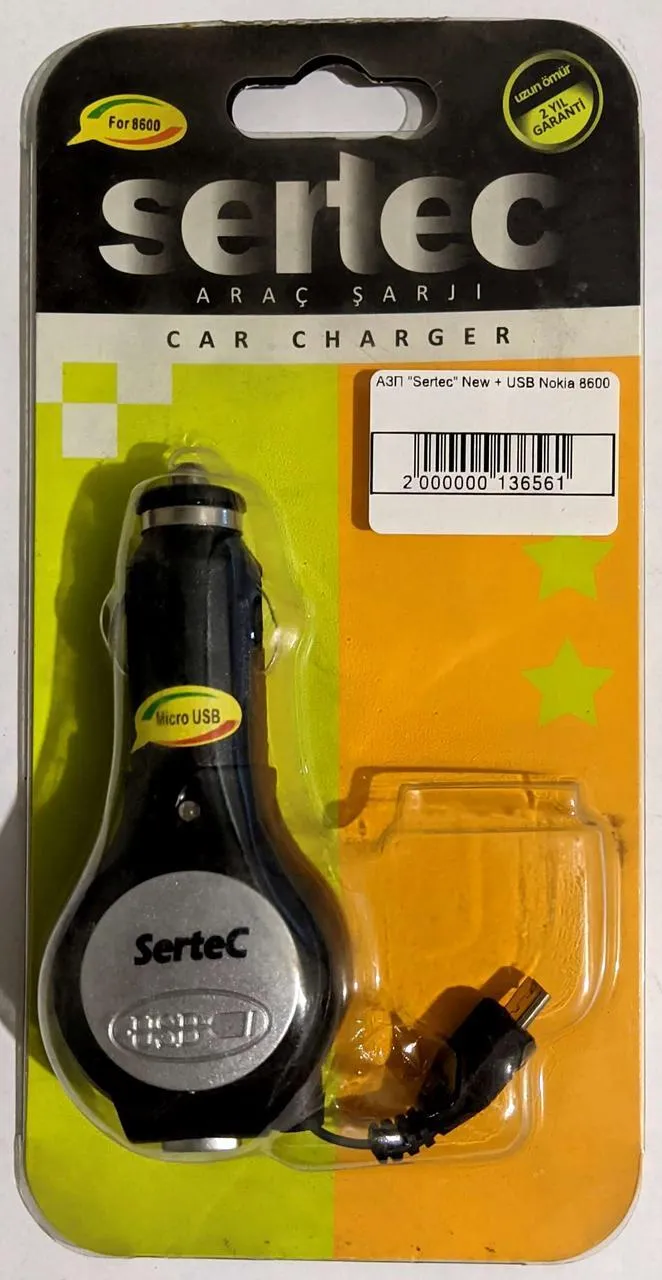 For 8600
uzun ömür
2 YIL
GARANTİ
sertec
ARAÇ ŞARJI
CAR CHARGER
АЗП "Sertec" New + USB Nokia 8600
2 000000 136561
Micro USB
SerteC
USB